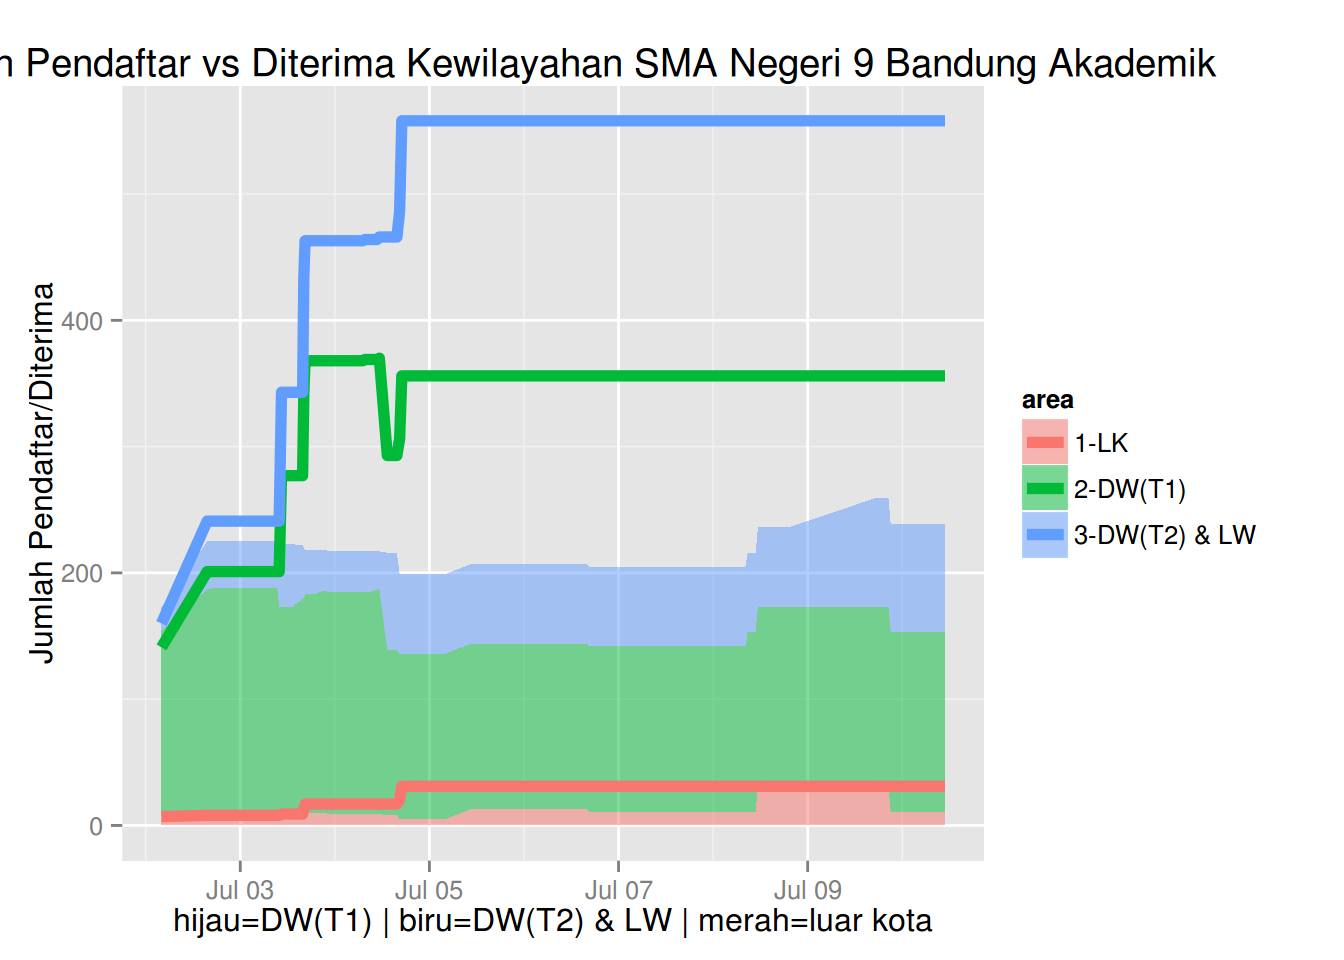 Pendaftar vs Diterima Kewilayahan SMA Negeri 9 Bandung Akademik
Jumlah Pendaftar/Diterima
400
200
0
Jul 03
Jul 05
Jul 07
Jul 09
hijau=DW(T1) | biru=DW(T2) & LW | merah=luar kota
area
1-LK
2-DW(T1)
3-DW(T2) & LW